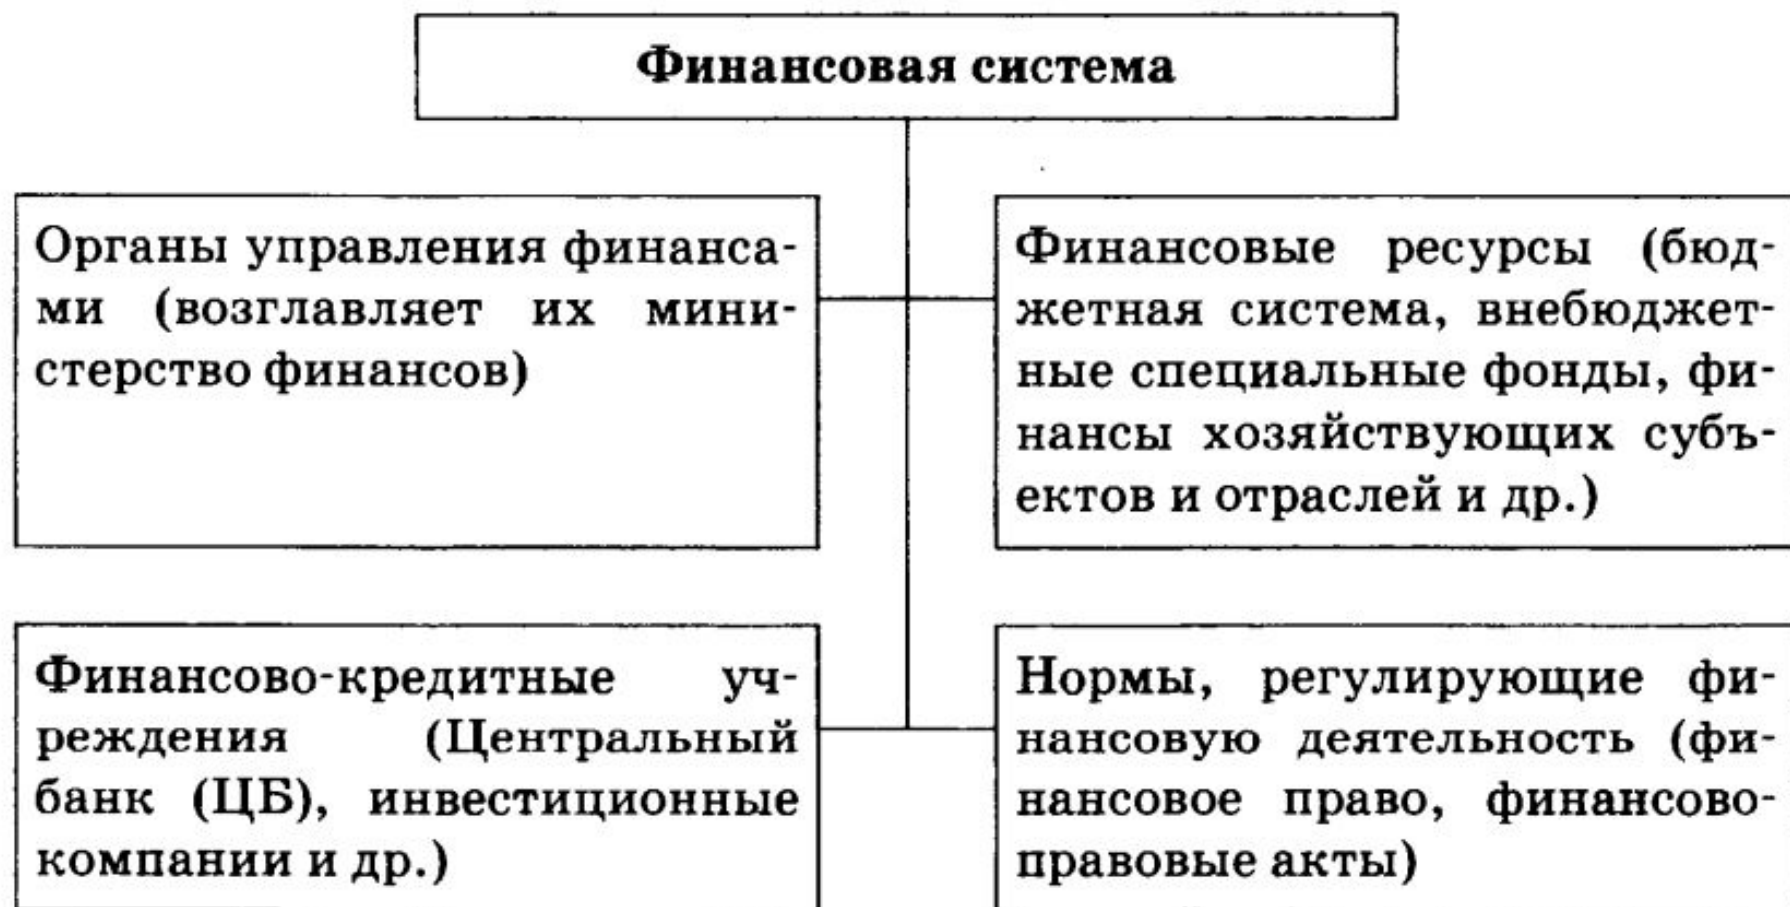 Финансовая система
Органы управления финанса-
ми (возглавляет их мини-
стерство финансов)
Финансовые ресурсы (бюд-
жетная система, внебюджет-
ные специальные фонды, фи-
нансы хозяйствующих субъ-
ектов и отраслей и др.)
Финансово-кредитные уч-
реждения (Центральный
банк (ЦБ), инвестиционные
компании и др.)
Нормы, регулирующие фи-
нансовую деятельность (фи-
нансовое право, финансово-
правовые акты)